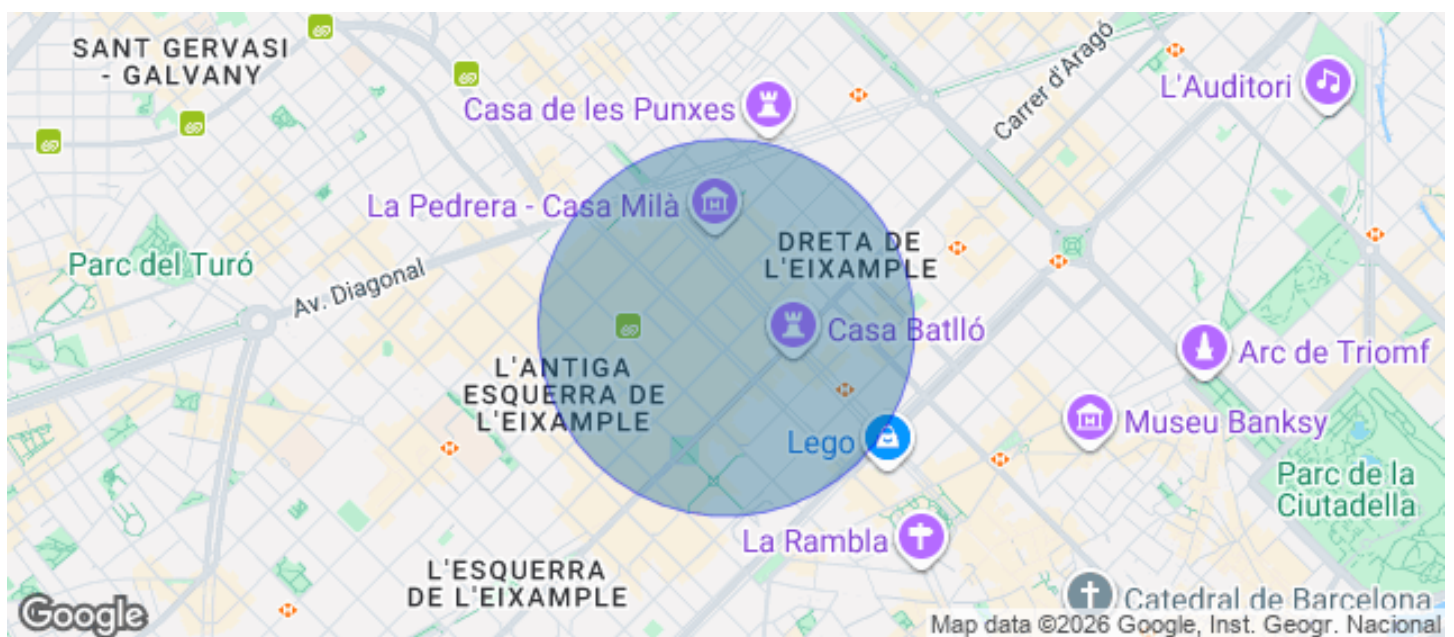 SANT GERVASI
- GALVANY
Casa de les Punxes
Carrer d'Aragó
L'Auditori
La Pedrera - Casa Milà
DRETA DE
L'EIXAMPLE
Parc del Turó
Av. Diagonal
Casa Batlló
Arc de Triomf
L'ANTIGA
ESQUERRA DE
L'EIXAMPLE
Lego
Museu Banksy
Parc de la
Ciutadella
La Rambla
L'ESQUERRA
DE L'EIXAMPLE
Catedral de Barcelona
Google
Map data ©2026 Google, Inst. Geogr. Nacional